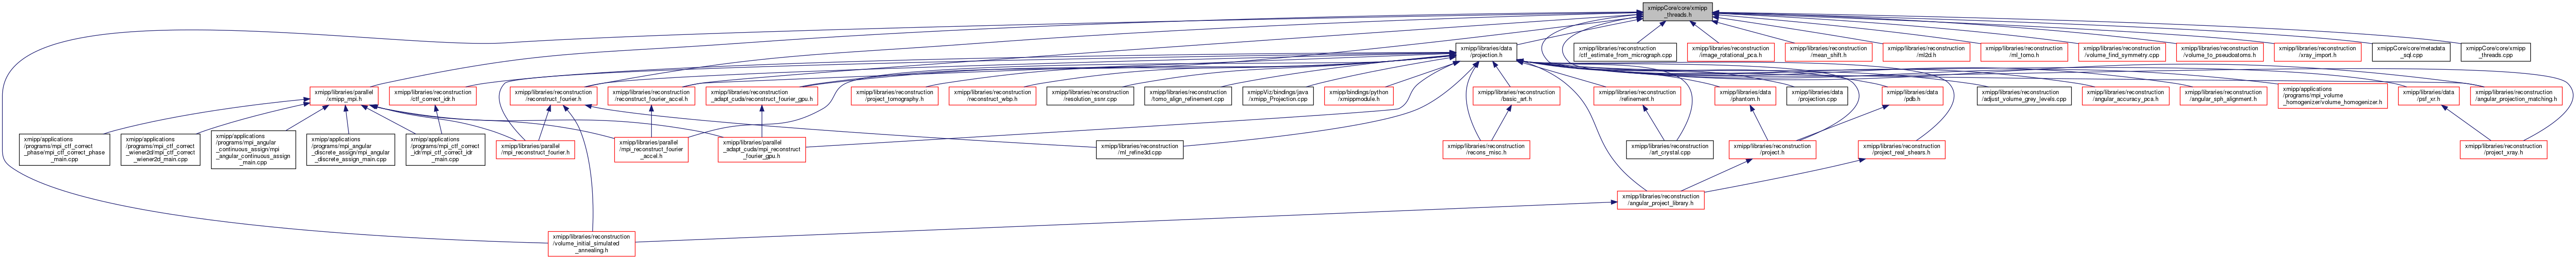 xmippCore/core/xmipp
_threads.h
xmipp/libraries/data
/projection.h
xmipp/libraries/reconstruction
/ctf_estimate_from_micrograph.cpp
xmipp/libraries/reconstruction
/image_rotational_pca.h
xmipp/libraries/reconstruction
/mean_shift.h
xmipp/libraries/reconstruction
/ml2d.h
xmipp/libraries/reconstruction
/ml_tomo.h
xmipp/libraries/reconstruction
/volume_find_symmetry.cpp
xmipp/libraries/reconstruction
/volume_to_pseudoatoms.h
xmipp/libraries/reconstruction
/xray_import.h
xmippCore/core/metadata
_sql.cpp
xmippCore/core/xmipp
_threads.cpp
xmipp/libraries/parallel
/xmipp_mpi.h
xmipp/libraries/reconstruction
/ctf_correct_idr.h
xmipp/libraries/reconstruction
/reconstruct_fourier.h
xmipp/libraries/reconstruction
/reconstruct_fourier_accel.h
xmipp/libraries/reconstruction
_adapt_cuda/reconstruct_fourier_gpu.h
xmipp/libraries/reconstruction
/project_tomography.h
xmipp/libraries/reconstruction
/reconstruct_wbp.h
xmipp/libraries/reconstruction
/resolution_ssnr.cpp
xmipp/libraries/reconstruction
/tomo_align_refinement.cpp
xmippViz/bindings/java
/xmipp_Projection.cpp
xmipp/bindings/python
/xmippmodule.h
xmipp/libraries/reconstruction
/basic_art.h
xmipp/libraries/reconstruction
/refinement.h
xmipp/libraries/data
/phantom.h
xmipp/libraries/data
/projection.cpp
xmipp/libraries/data
/pdb.h
xmipp/libraries/reconstruction
/adjust_volume_grey_levels.cpp
xmipp/libraries/reconstruction
/angular_accuracy_pca.h
xmipp/libraries/reconstruction
/angular_sph_alignment.h
xmipp/applications
/programs/mpi_volume
_homogenizer/volume_homogenizer.h
xmipp/libraries/data
/psf_xr.h
xmipp/libraries/reconstruction
/angular_projection_matching.h
xmipp/applications
/programs/mpi_ctf_correct
_phase/mpi_ctf_correct_phase
_main.cpp
xmipp/applications
/programs/mpi_ctf_correct
_wiener2d/mpi_ctf_correct
_wiener2d_main.cpp
xmipp/applications
/programs/mpi_angular
_continuous_assign/mpi
_angular_continuous_assign
_main.cpp
xmipp/applications
/programs/mpi_angular
_discrete_assign/mpi_angular
_discrete_assign_main.cpp
xmipp/applications
/programs/mpi_ctf_correct
_idr/mpi_ctf_correct_idr
_main.cpp
xmipp/libraries/parallel
/mpi_reconstruct_fourier.h
xmipp/libraries/parallel
/mpi_reconstruct_fourier
_accel.h
xmipp/libraries/parallel
_adapt_cuda/mpi_reconstruct
_fourier_gpu.h
xmipp/libraries/reconstruction
/ml_refine3d.cpp
xmipp/libraries/reconstruction
/recons_misc.h
xmipp/libraries/reconstruction
/art_crystal.cpp
xmipp/libraries/reconstruction
/project.h
xmipp/libraries/reconstruction
/project_real_shears.h
xmipp/libraries/reconstruction
/project_xray.h
xmipp/libraries/reconstruction
/angular_project_library.h
xmipp/libraries/reconstruction
/volume_initial_simulated
_annealing.h